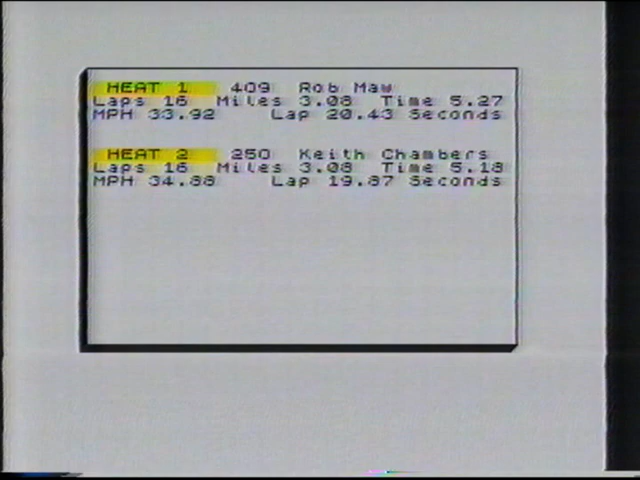 HEAT 1 409 Rob Maw
Laps 16 Miles 3.08 Time 5.27
MPH 33.92 Lap 20.43 Seconds
HEAT 2 250 Keith Chambers
Laps 16 Miles 3.08 Time 5.18
MPH 34.88 Lap 19.87 Seconds